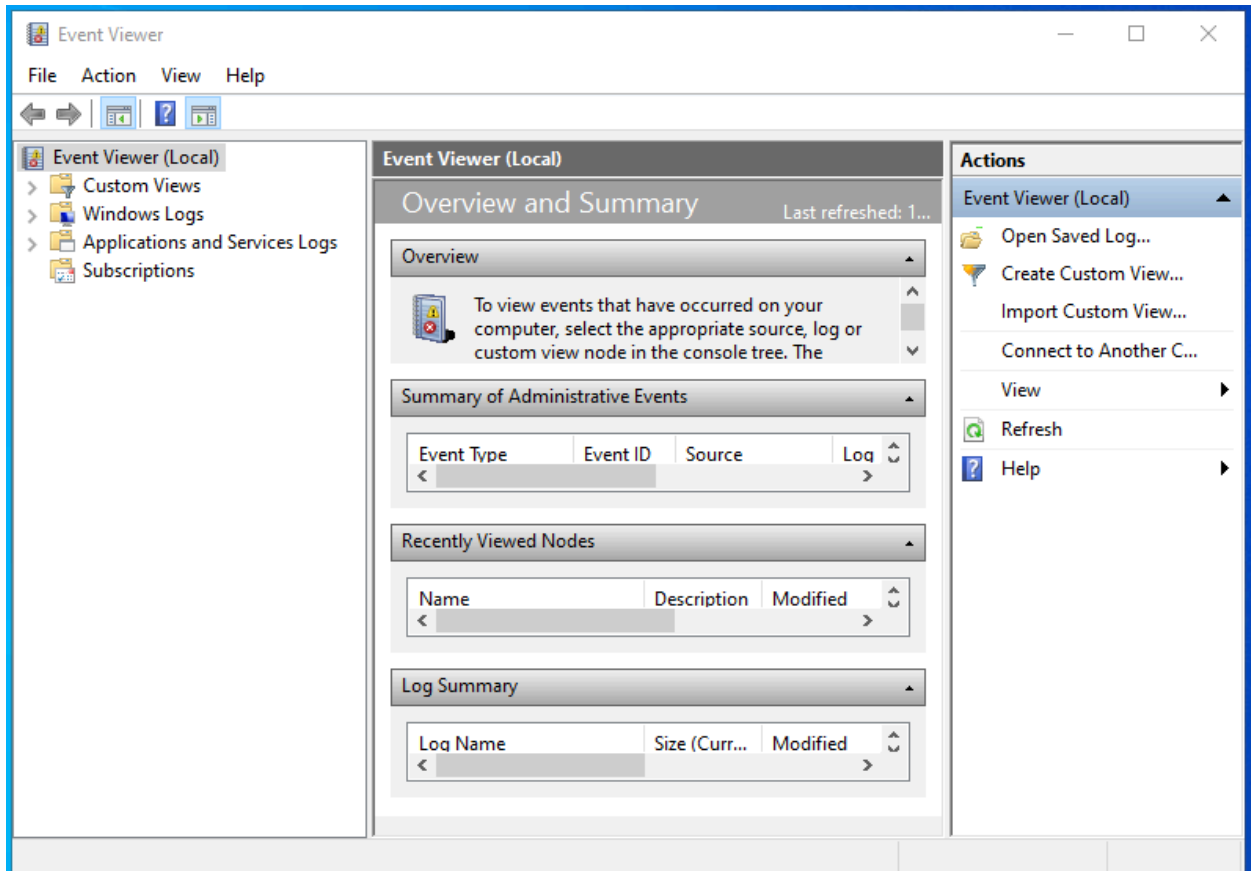 Event Viewer
File Action View Help
Event Viewer (Local)
Custom Views
Windows Logs
Applications and Services Logs
Subscriptions
Event Viewer (Local)
Overview and Summary Last refreshed: 1...
Overview
To view events that have occurred on your
computer, select the appropriate source, log or
custom view node in the console tree. The
Summary of Administrative Events
Event Type Event ID Source Log
Recently Viewed Nodes
Name Description Modified
Log Summary
Log Name Size (Curr... Modified
Actions
Event Viewer (Local)
Open Saved Log...
Create Custom View...
Import Custom View...
Connect to Another C...
View
Refresh
Help